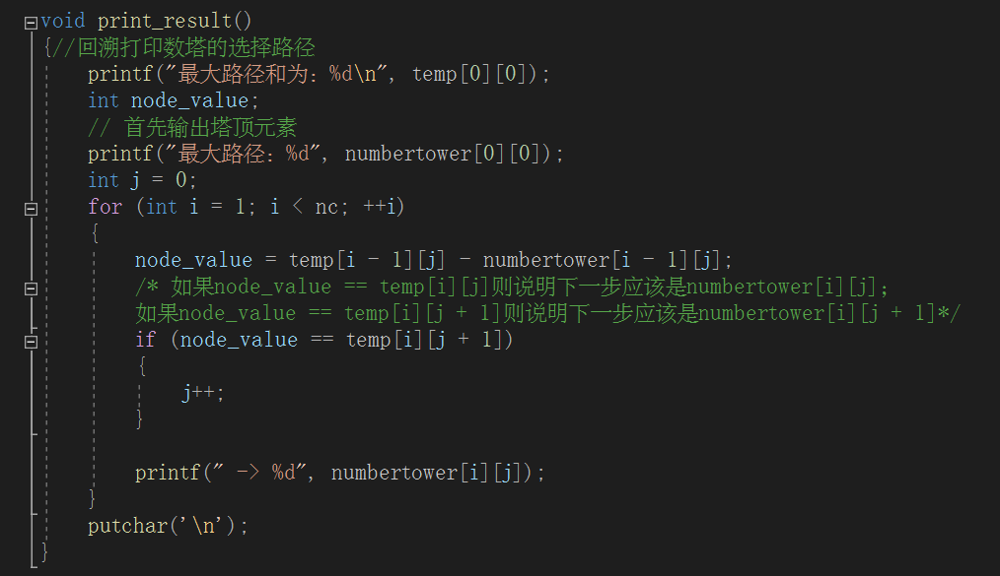 void print_result()
{//回溯打印数塔的选择路径
printf("最大路径和为：%d\n", temp[0][0]);
int node_value;
// 首先输出塔顶元素
printf("最大路径：%d", numbertower[0][0]);
int j = 0;
for (int i = 1; i < nc; ++i)
{
node_value = temp[i - 1][j] - numbertower[i - 1][j];
/* 如果node_value == temp[i][j]则说明下一步应该是numbertower[i][j];
如果node_value == temp[i][j + 1]则说明下一步应该是numbertower[i][j + 1]*/
if (node_value == temp[i][j + 1])
{
j++;
}
printf(" -> %d", numbertower[i][j]);
}
putchar('\n');
}